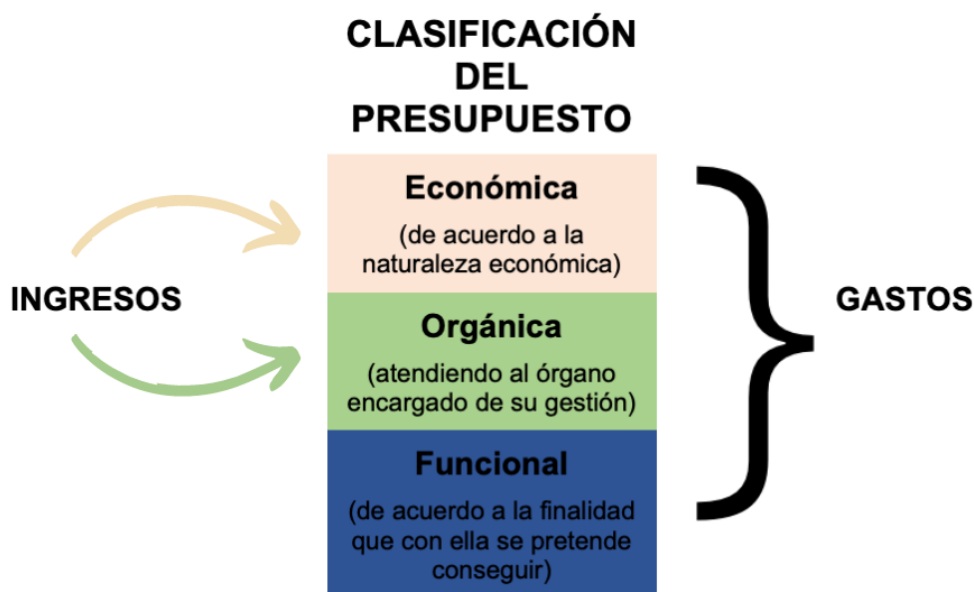 CLASIFICACIÓN
DEL
PRESUPUESTO
Económica
(de acuerdo a la
naturaleza económica)
INGRESOS
GASTOS
Orgánica
(atendiendo al órgano
encargado de su gestión)
Funcional
(de acuerdo a la finalidad
que con ella se pretende
conseguir)